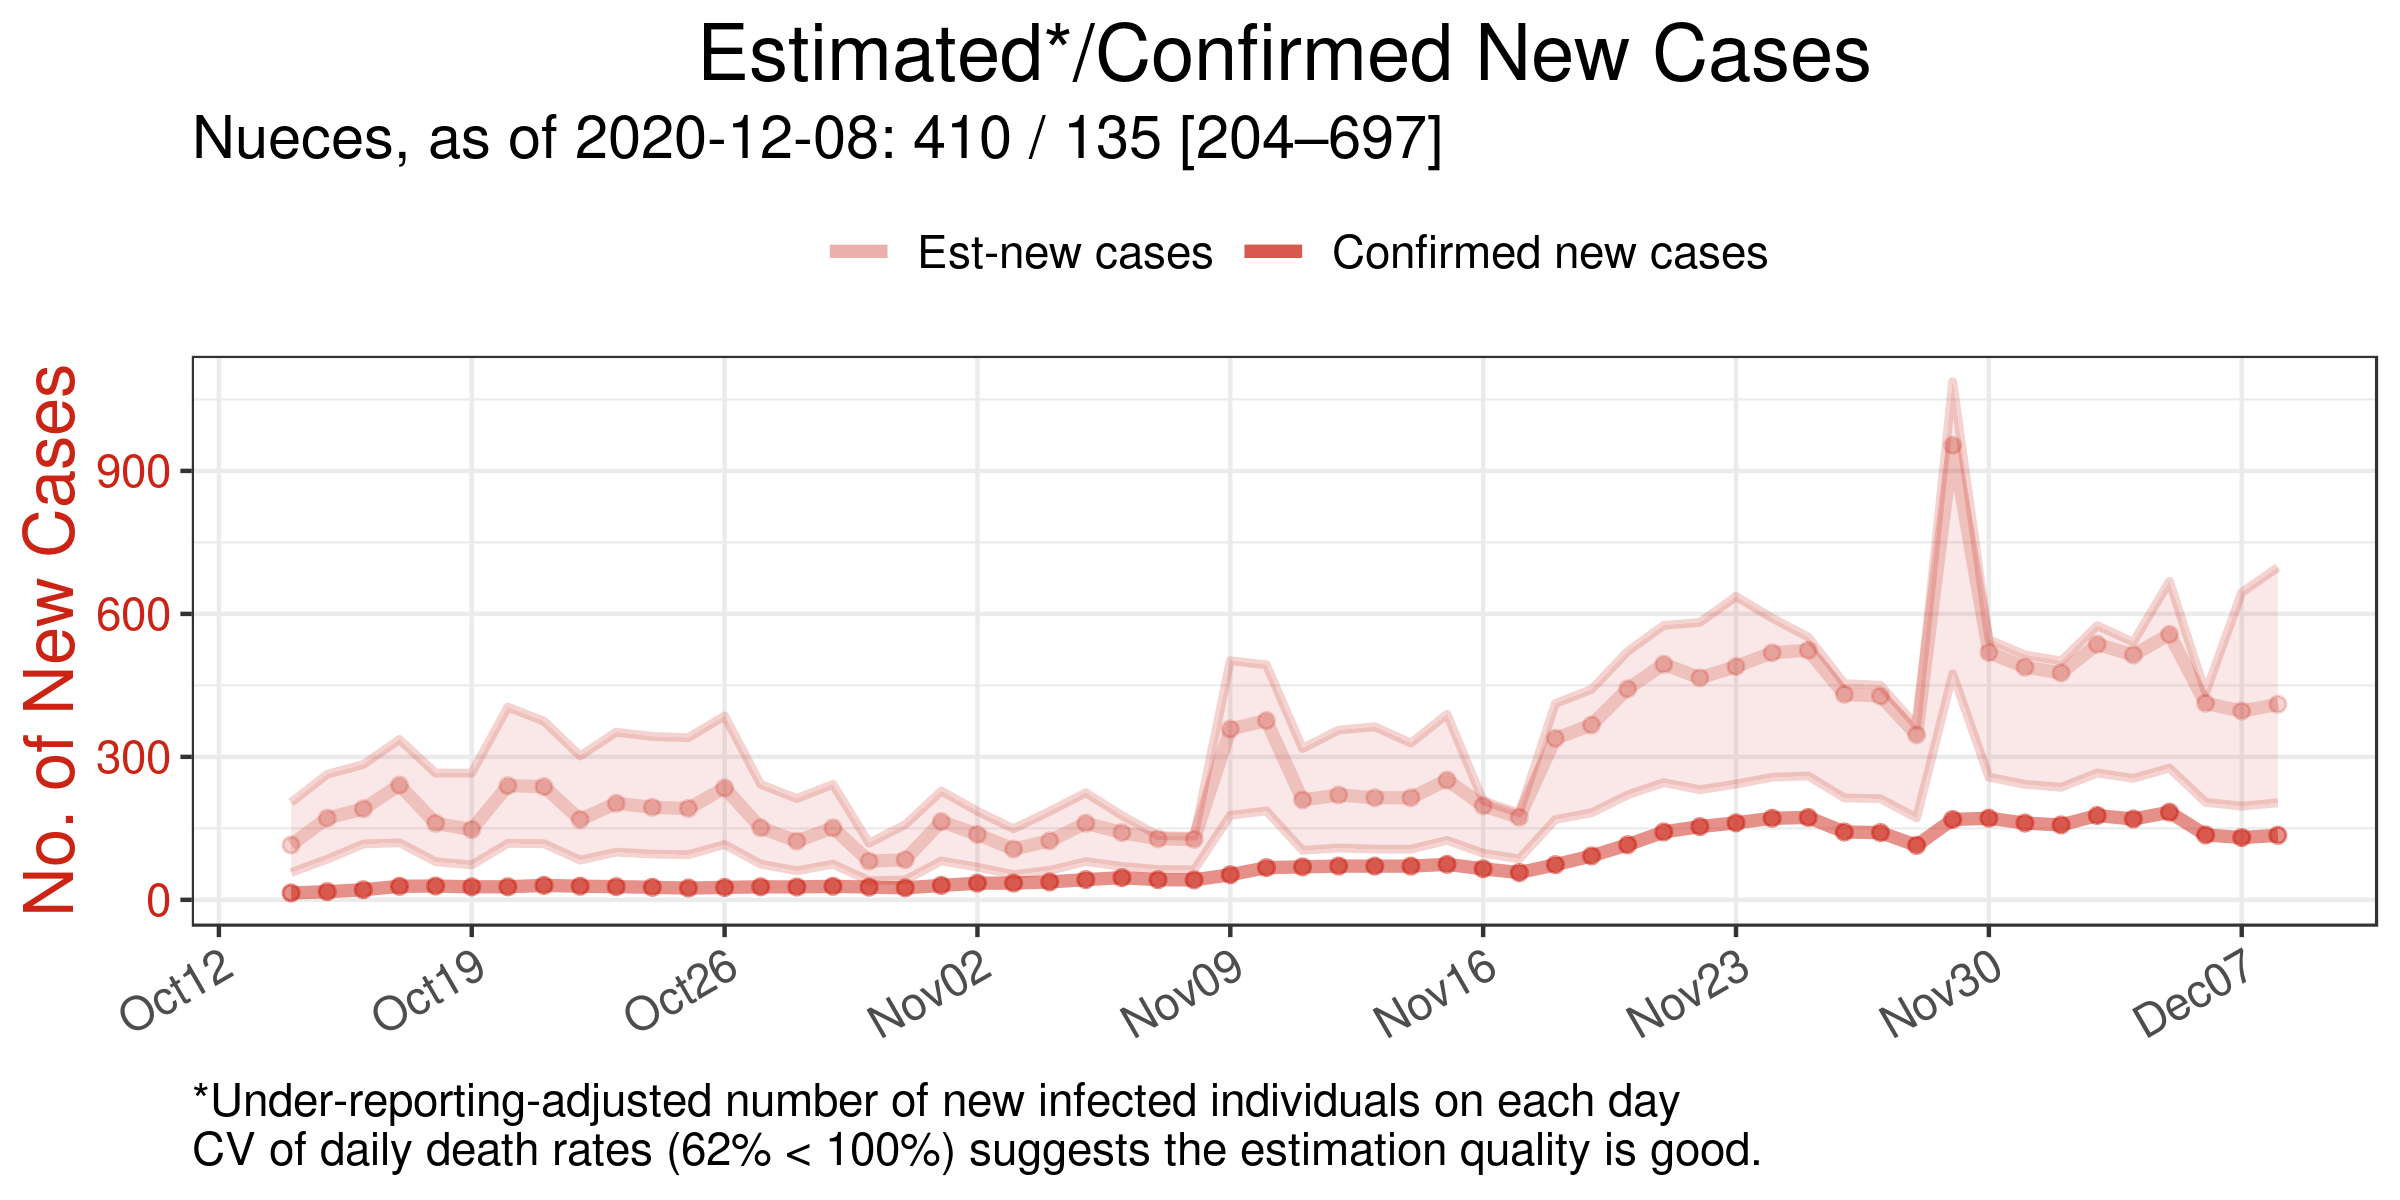 Estimated*/Confirmed New Cases
Nueces, as of 2020-12-08: 410 / 135 [204–697]
Est-new cases Confirmed new cases
No. of New Cases
900
600
300
0
Oct12 Oct19 Oct26 Nov02 Nov09 Nov16 Nov23 Nov30 Dec07
*Under-reporting-adjusted number of new infected individuals on each day
CV of daily death rates (62% < 100%) suggests the estimation quality is good.